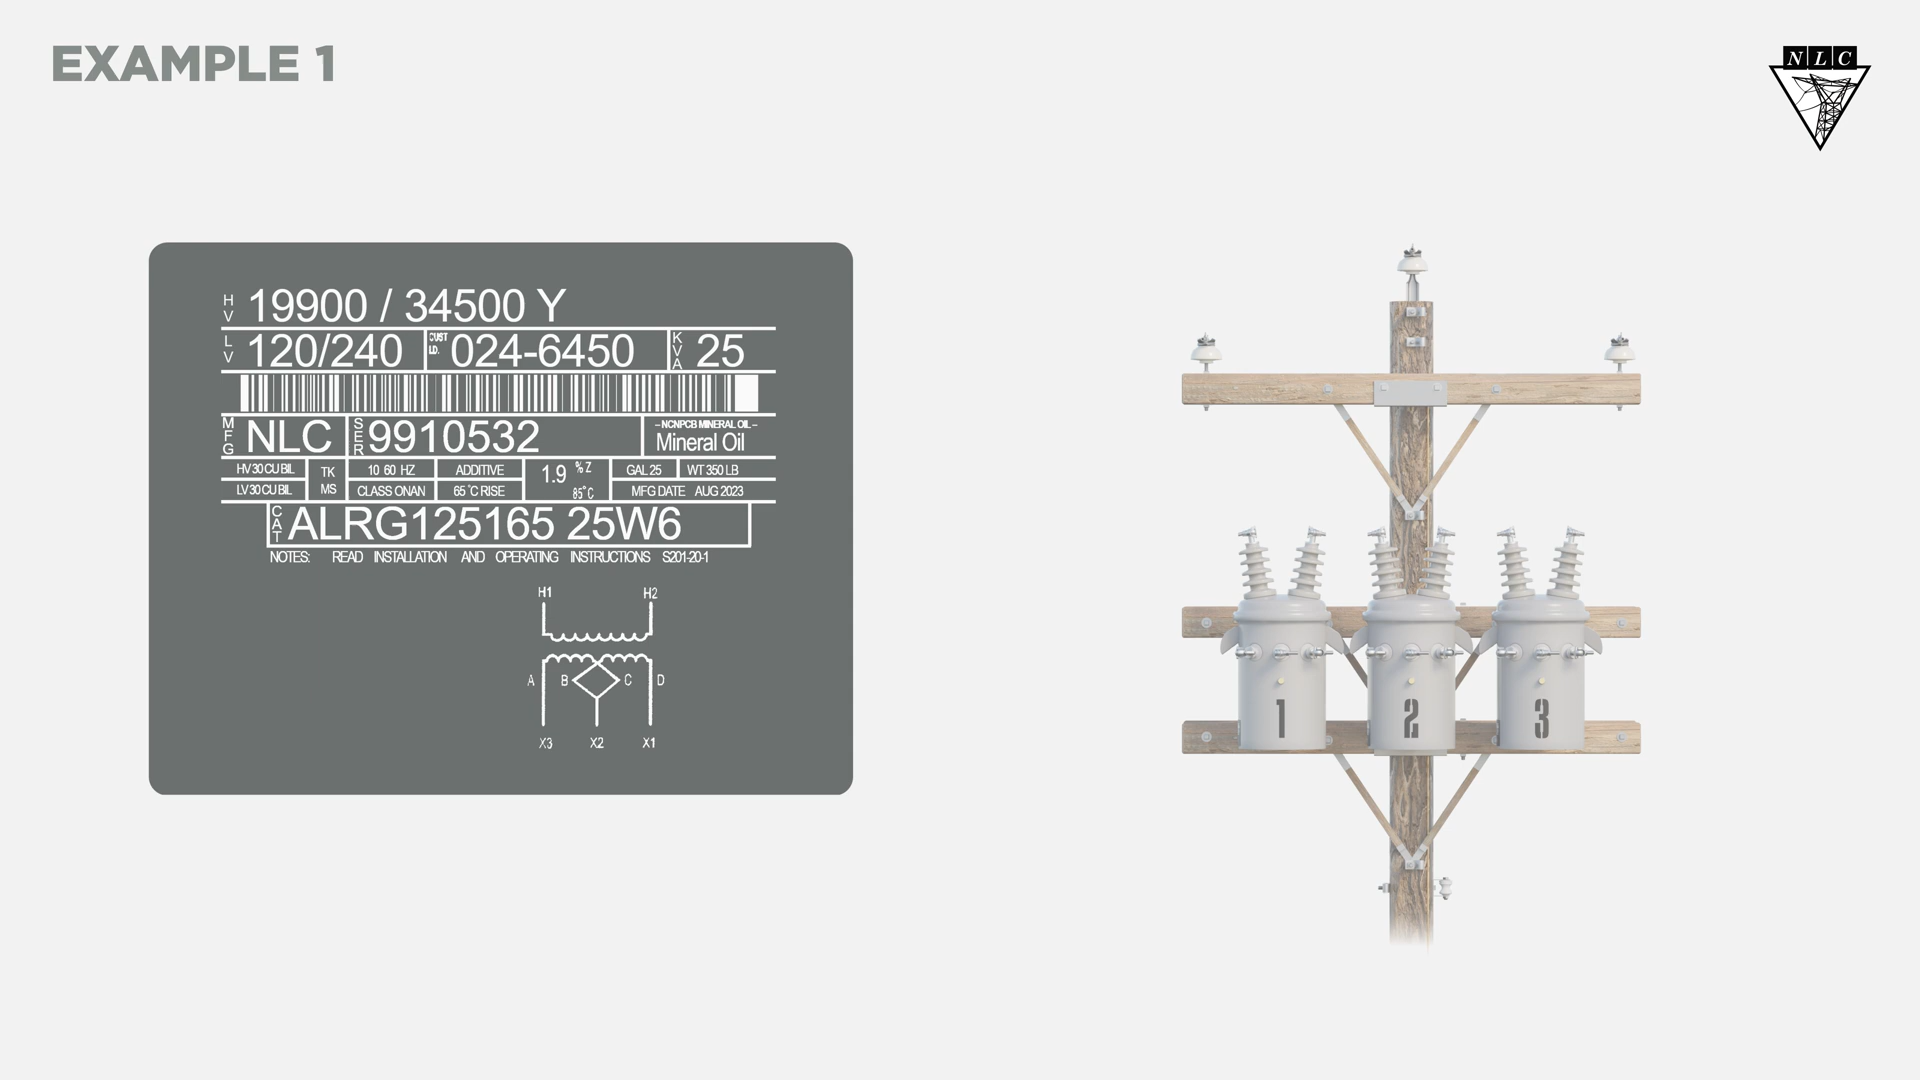 EXAMPLE 1
NLC
HV 19900 / 34500 Y
LV 120/240 CUST I.D. 024-6450 KVA 25
MFG NLC SER 9910532 – NCNPCB MINERAL OIL – Mineral Oil
HV 30 CU BIL TK 10 60 HZ ADDITIVE 1.9 % Z GAL 25 WT 350 LB
LV 30 CU BIL MS CLASS ONAN 65 °C RISE 85°C MFG DATE AUG 2023
CAT ALRG125165 25W6
NOTES: READ INSTALLATION AND OPERATING INSTRUCTIONS S201-20-1
H1 H2
A B C D
X3 X2 X1
1 2 3